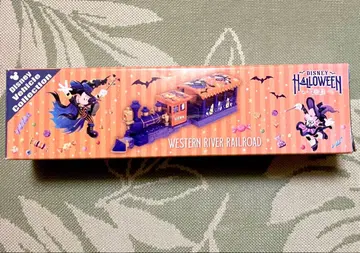 Disney
Vehicle
Collection
DISNEY
HALLOWEEN
WESTERN RIVER RAILROAD